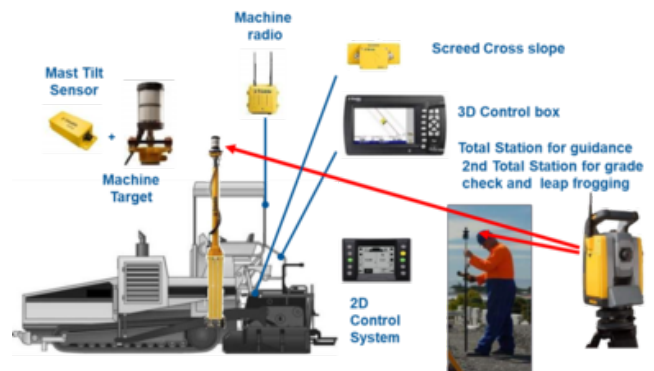 Machine
radio
Screed Cross slope
Mast Tilt
Sensor
+
3D Control box
Total Station for guidance
2nd Total Station for grade
check and leap frogging
Machine
Target
2D
Control
System